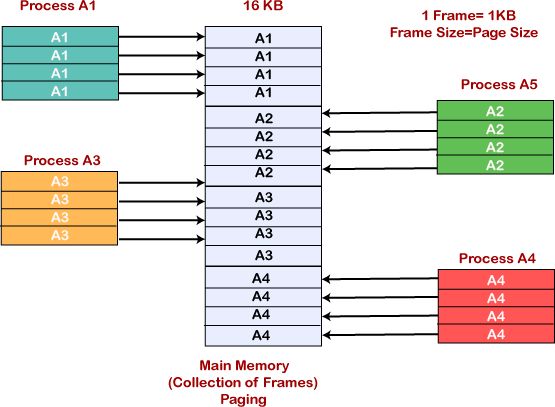 Process A1
16 KB
1 Frame= 1KB
Frame Size=Page Size
A1
A1
A1
A1
A1
A1
A1
A1
Process A5
A2
A2
A2
A2
A2
A2
A2
A2
Process A3
A3
A3
A3
A3
A3
A3
A3
A3
Process A4
A4
A4
A4
A4
A4
A4
A4
A4
Main Memory
(Collection of Frames)
Paging